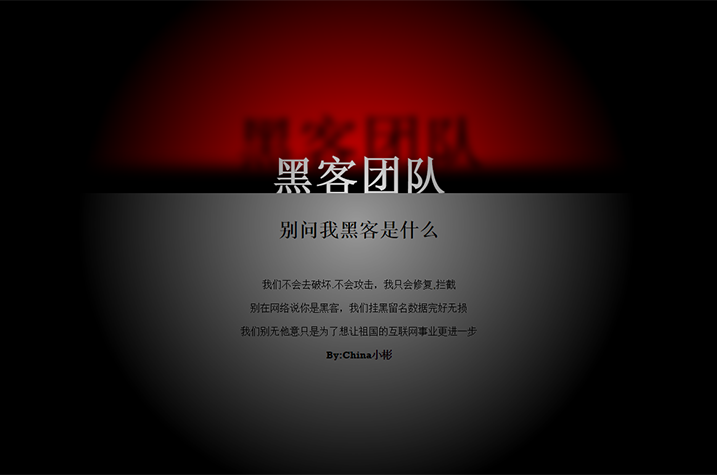 黑客团队
黑客团队
别问我黑客是什么
我们不会去破坏.不会攻击，我只会修复,拦截
别在网络说你是黑客，我们挂黑留名数据完好无损
我们别无他意只是为了想让祖国的互联网事业更进一步
By:China小彬